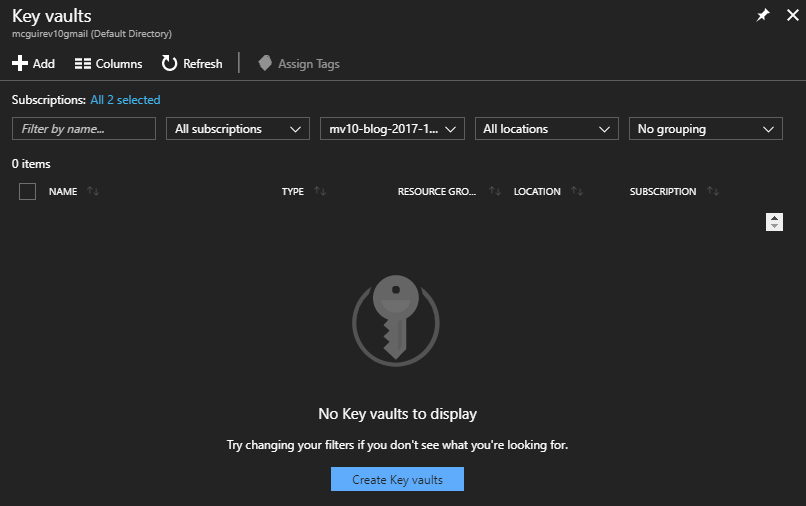 Key vaults
mcguirev10gmail (Default Directory)
Add Columns Refresh Assign Tags
Subscriptions: All 2 selected
Filter by name... All subscriptions mv10-blog-2017-1... All locations No grouping
0 items
NAME TYPE RESOURCE GRO... LOCATION SUBSCRIPTION
No Key vaults to display
Try changing your filters if you don't see what you're looking for.
Create Key vaults